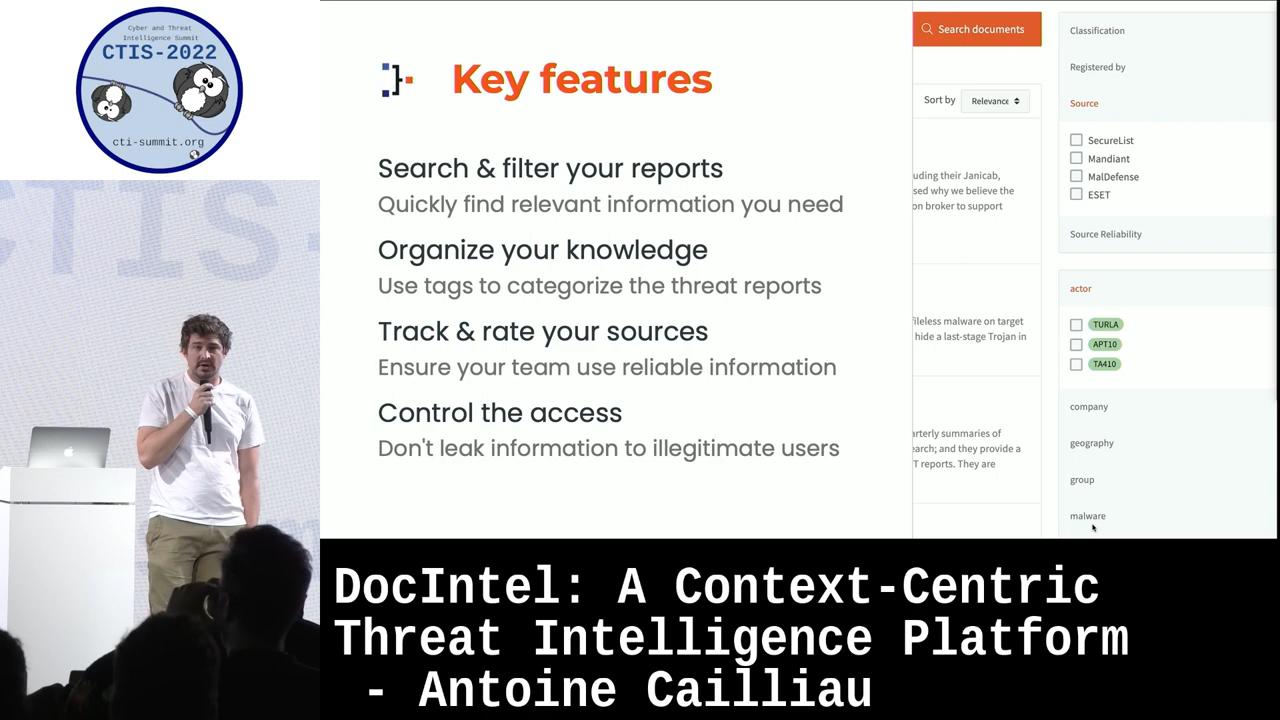 Cyber and Threat
Intelligence Summit
CTIS-2022
cti-summit.org
CTIS-
Key features
Search & filter your reports
Quickly find relevant information you need
Organize your knowledge
Use tags to categorize the threat reports
Track & rate your sources
Ensure your team use reliable information
Control the access
Don't leak information to illegitimate users
Search documents
Sort by
Relevance
uding their Janicab,
sed why we believe the
on broker to support
fileless malware on target
hide a last-stage Trojan in
arterly summaries of
earch; and they provide a
T reports. They are
Classification
Registered by
Source
SecureList
Mandiant
MalDefense
ESET
Source Reliability
actor
TURLA
APT10
TA410
company
geography
group
malware
DocIntel: A Context-Centric
Threat Intelligence Platform
- Antoine Cailliau